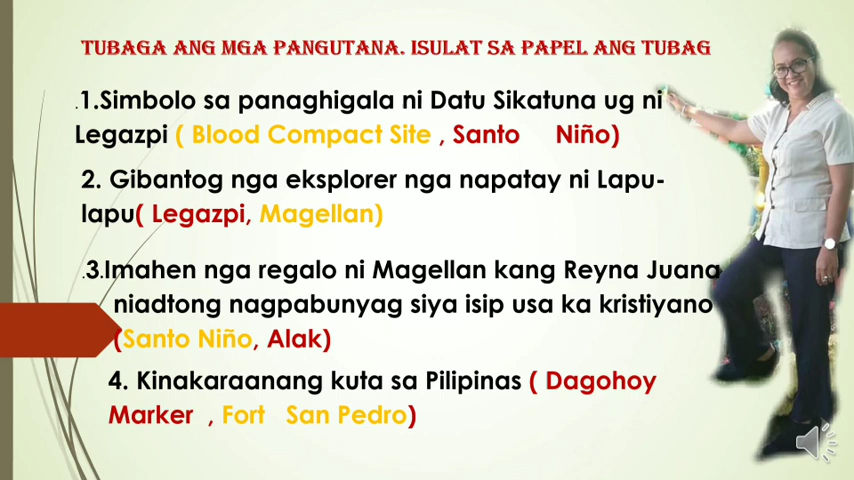 TUBAGA ANG MGA PANGUTANA. ISULAT SA PAPEL ANG TUBAG
.1.Simbolo sa panaghigala ni Datu Sikatuna ug ni
Legazpi ( Blood Compact Site , Santo Niño)
2. Gibantog nga eksplorer nga napatay ni Lapu-
lapu( Legazpi, Magellan)
.3.Imahen nga regalo ni Magellan kang Reyna Juana
niadtong nagpabunyag siya isip usa ka kristiyano
(Santo Niño, Alak)
4. Kinakaraanang kuta sa Pilipinas ( Dagohoy
Marker , Fort San Pedro)